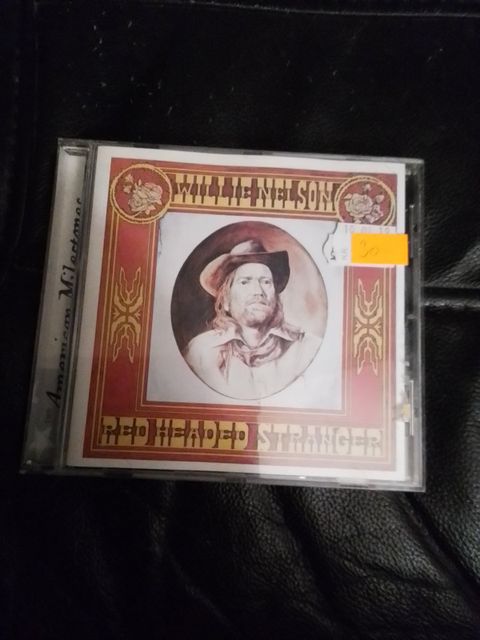 WILLIE NELSON
30
American Milestones
RED HEADED STRANGER